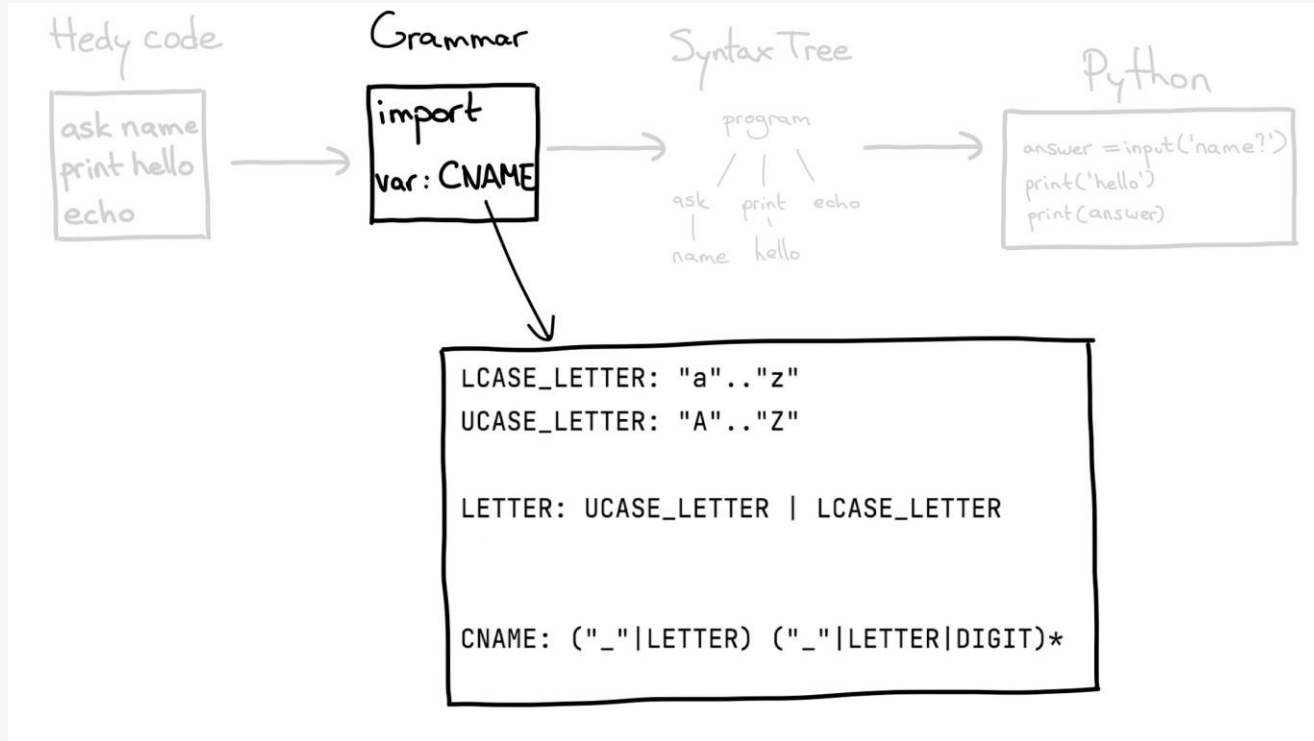 Hedy code
ask name
print hello
echo
Grammar
import
var: CNAME
Syntax Tree
program
ask print echo
name hello
Python
answer =input('name?')
print('hello')
print(answer)
LCASE_LETTER: "a".."z"
UCASE_LETTER: "A".."Z"
LETTER: UCASE_LETTER | LCASE_LETTER
CNAME: ("_"|LETTER) ("_"|LETTER|DIGIT)*